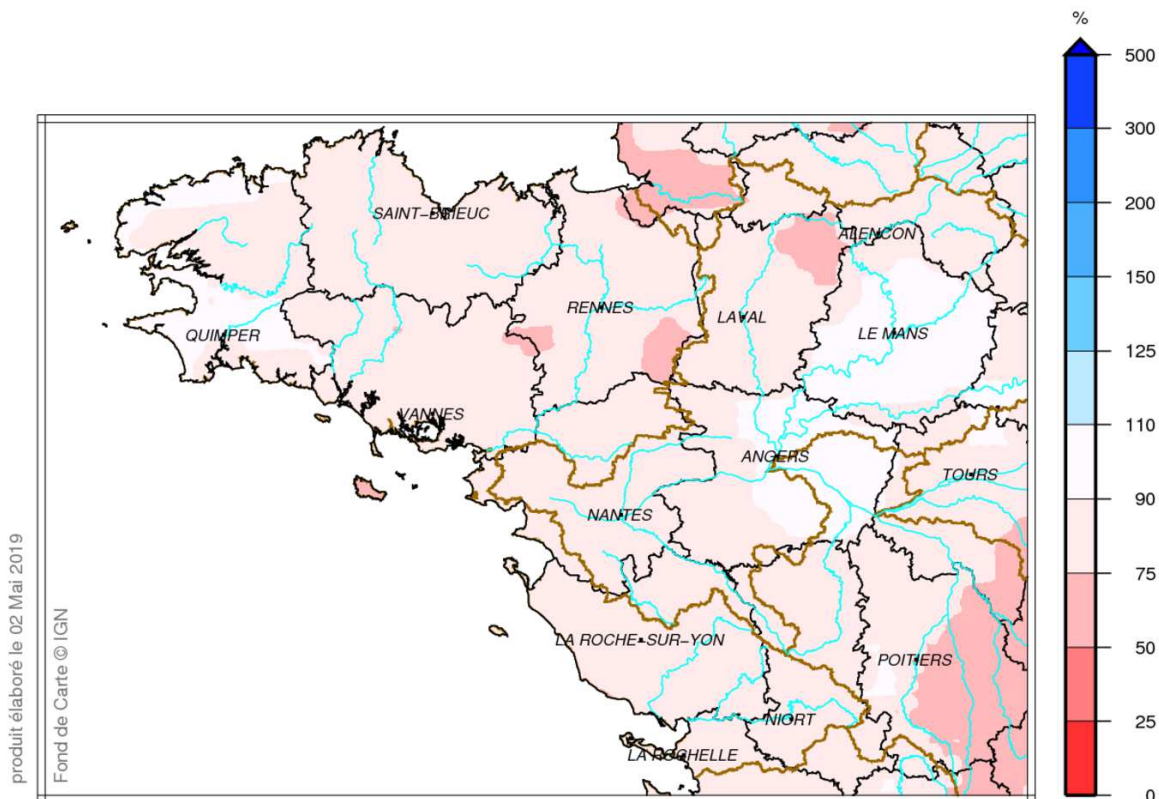 %
500
300
200
150
125
110
90
75
50
25
0
SAINT-BRIEUC
ALENCON
RENNES
LAVAL
QUIMPER
LE MANS
VANNES
ANGERS
TOURS
NANTES
LA ROCHE-SUR-YON
POITIERS
NIORT
LA ROCHELLE
produit élaboré le 02 Mai 2019
Fond de Carte © IGN